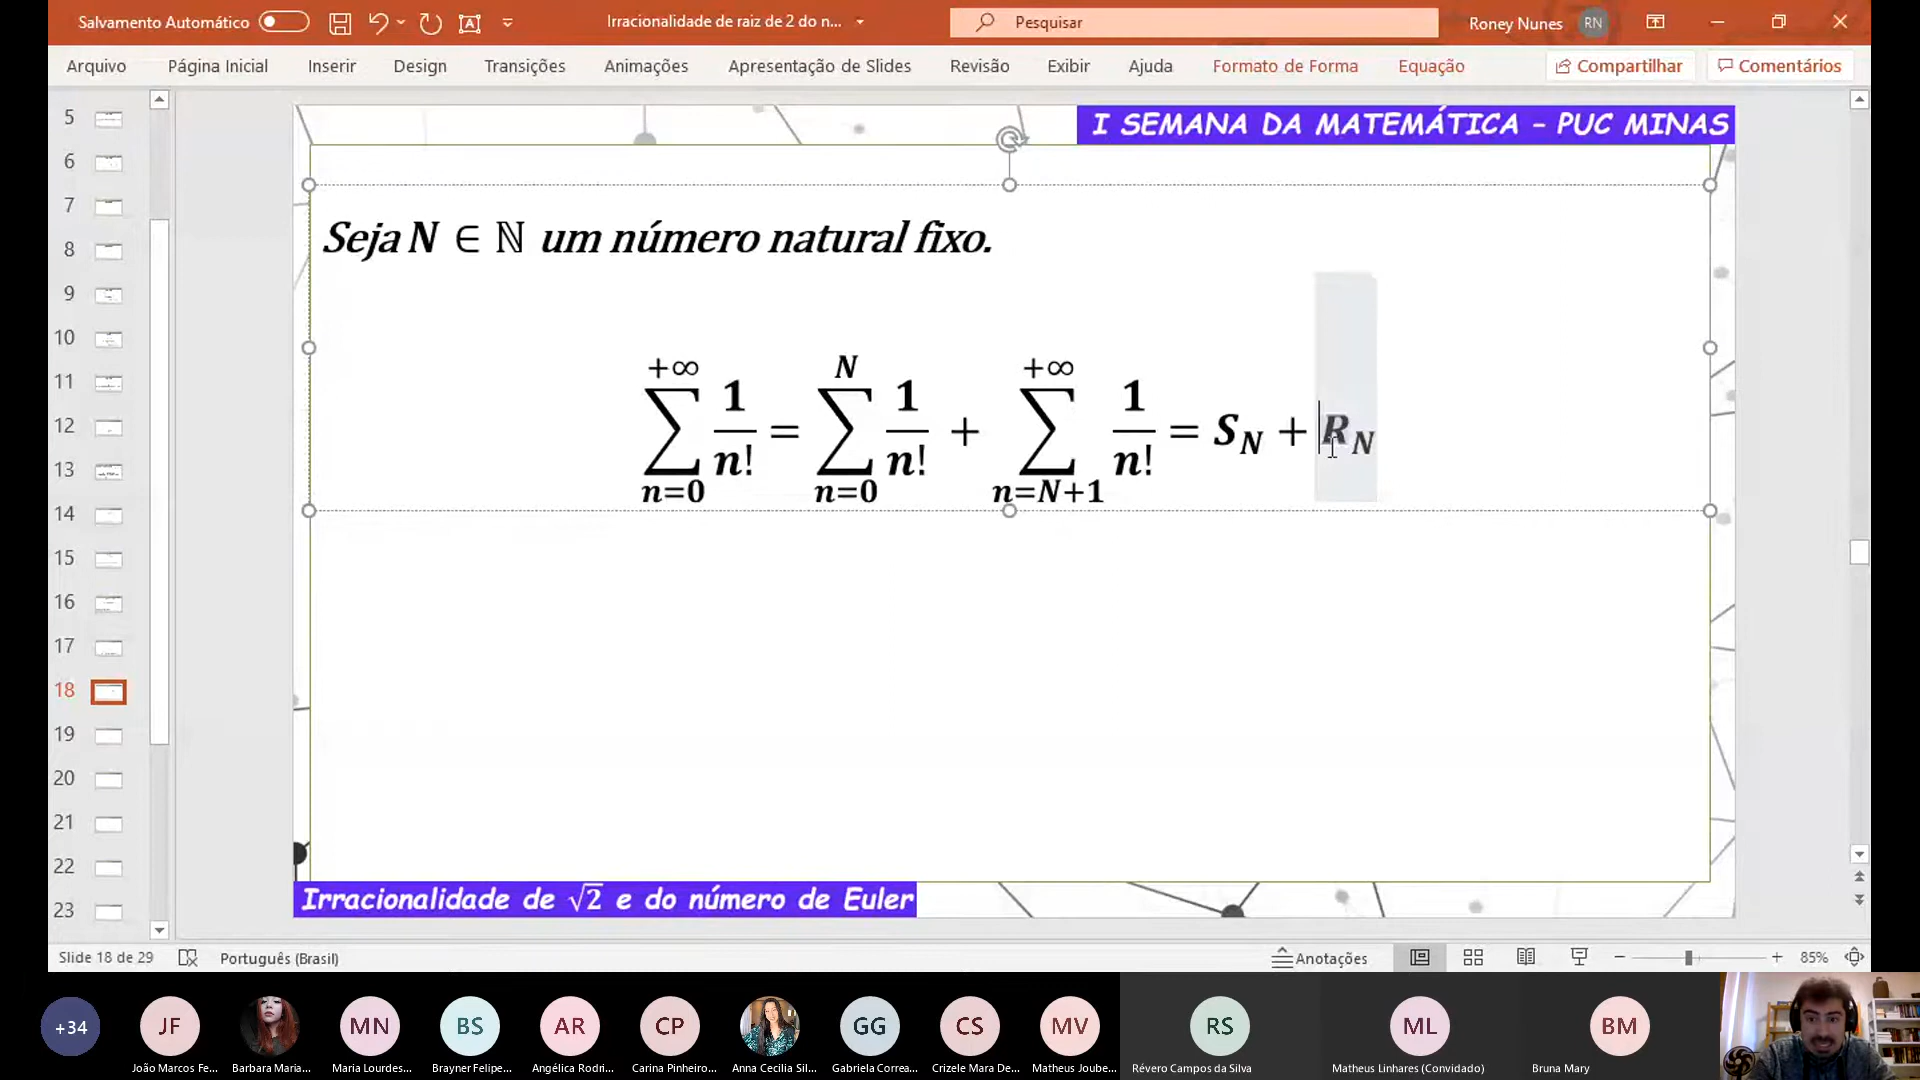 Salvamento Automático
Irracionalidade de raiz de 2 do n...
Pesquisar
Roney Nunes
RN
Arquivo
Página Inicial
Inserir
Design
Transições
Animações
Apresentação de Slides
Revisão
Exibir
Ajuda
Formato de Forma
Equação
Compartilhar
Comentários
5
6
7
8
9
10
11
12
13
14
15
16
17
18
19
20
21
22
23
I SEMANA DA MATEMÁTICA – PUC MINAS
Seja N ∈ ℕ um número natural fixo.
∑_{n=0}^{+∞} 1/n! = ∑_{n=0}^{N} 1/n! + ∑_{n=N+1}^{+∞} 1/n! = S_N + R_N
Irracionalidade de √2 e do número de Euler
Slide 18 de 29
Português (Brasil)
Anotações
85%
+34
JF
MN
BS
AR
CP
GG
CS
MV
RS
ML
BM
João Marcos Fe...
Barbara Maria...
Maria Lourdes...
Brayner Felipe...
Angélica Rodri...
Carina Pinheiro...
Anna Cecilia Sil...
Gabriela Correa...
Crizele Mara De...
Matheus Joube...
Révero Campos da Silva
Matheus Linhares (Convidado)
Bruna Mary